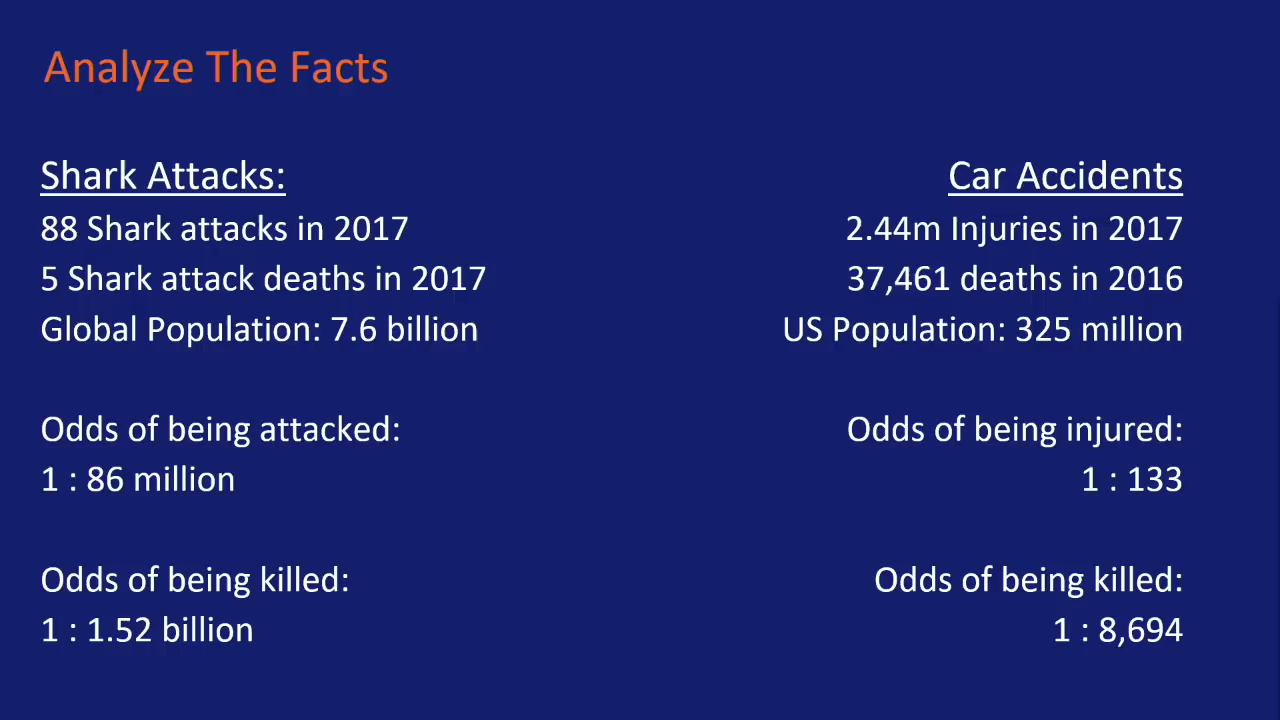 Analyze The Facts
Shark Attacks:
88 Shark attacks in 2017
5 Shark attack deaths in 2017
Global Population: 7.6 billion
Odds of being attacked:
1 : 86 million
Odds of being killed:
1 : 1.52 billion
Car Accidents
2.44m Injuries in 2017
37,461 deaths in 2016
US Population: 325 million
Odds of being injured:
1 : 133
Odds of being killed:
1 : 8,694